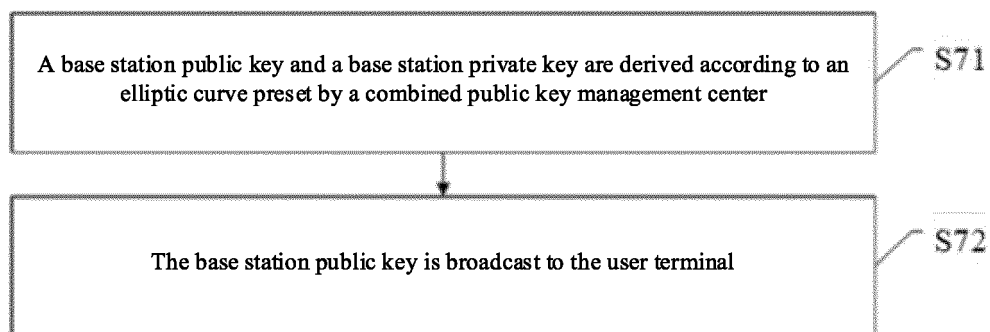 A base station public key and a base station private key are derived according to an
elliptic curve preset by a combined public key management center
S71
The base station public key is broadcast to the user terminal
S72